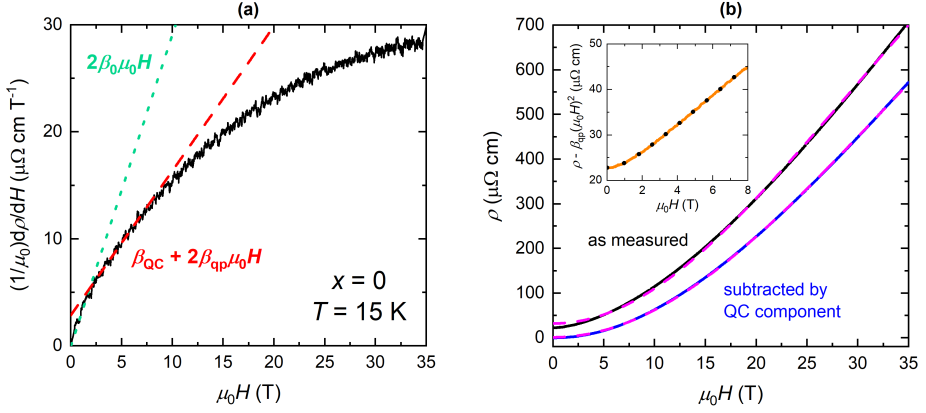 (a)
30
20
10
0
(1/μ₀)dρ/dH (μΩ cm T⁻¹)
2β₀μ₀H
β_QC + 2β_qpμ₀H
x = 0
T = 15 K
0 5 10 15 20 25 30 35
μ₀H (T)
(b)
700
600
500
400
300
200
100
0
ρ (μΩ cm)
50
40
30
20
ρ - β_qp(μ₀H)² (μΩ cm)
0 2 4 6 8
μ₀H (T)
as measured
subtracted by
QC component
0 5 10 15 20 25 30 35
μ₀H (T)